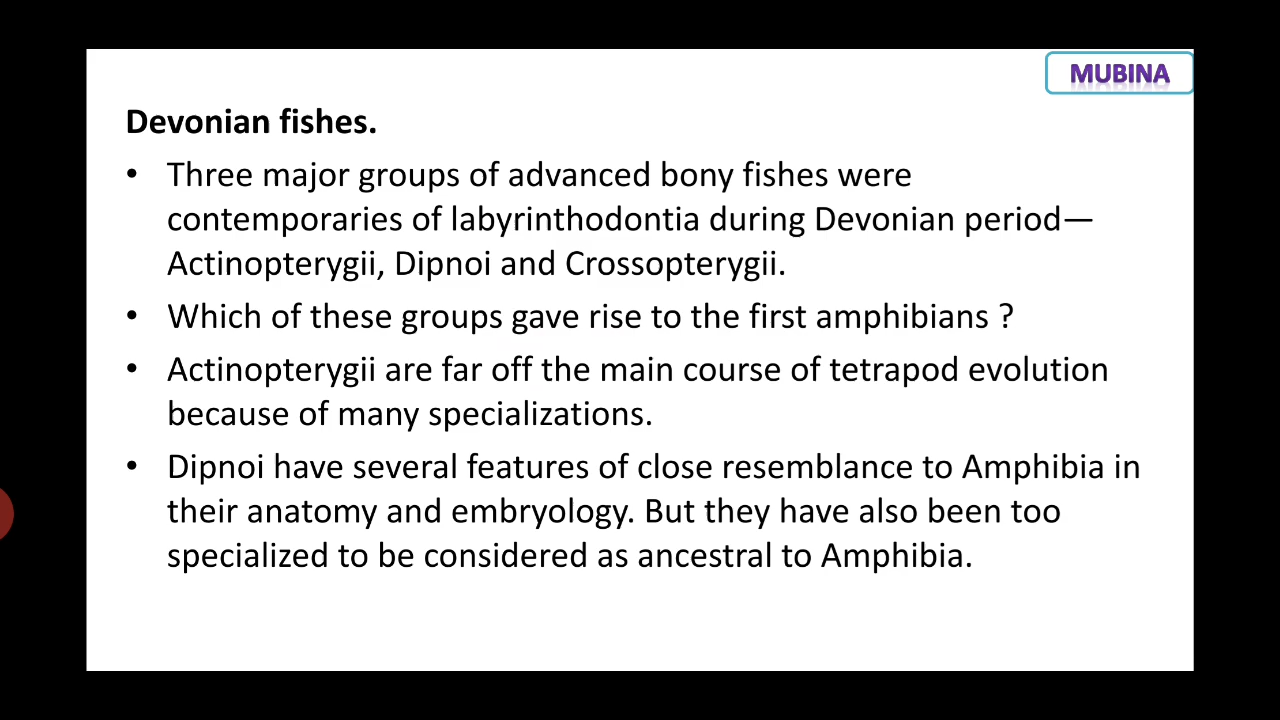 MUBINA
Devonian fishes.
• Three major groups of advanced bony fishes were
contemporaries of labyrinthodontia during Devonian period—
Actinopterygii, Dipnoi and Crossopterygii.
• Which of these groups gave rise to the first amphibians ?
• Actinopterygii are far off the main course of tetrapod evolution
because of many specializations.
• Dipnoi have several features of close resemblance to Amphibia in
their anatomy and embryology. But they have also been too
specialized to be considered as ancestral to Amphibia.